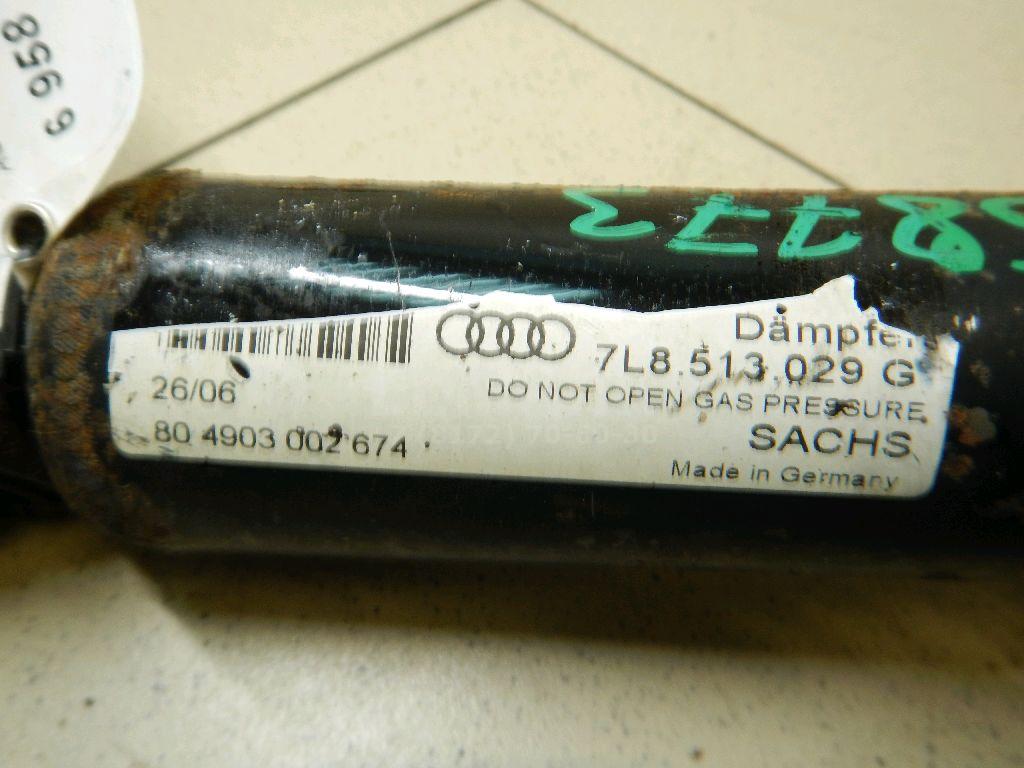 6 958
Dämpfer
7L8.513.029 G
26/06
DO NOT OPEN GAS PRESSURE
80 4903 002 674
SACHS
Made in Germany